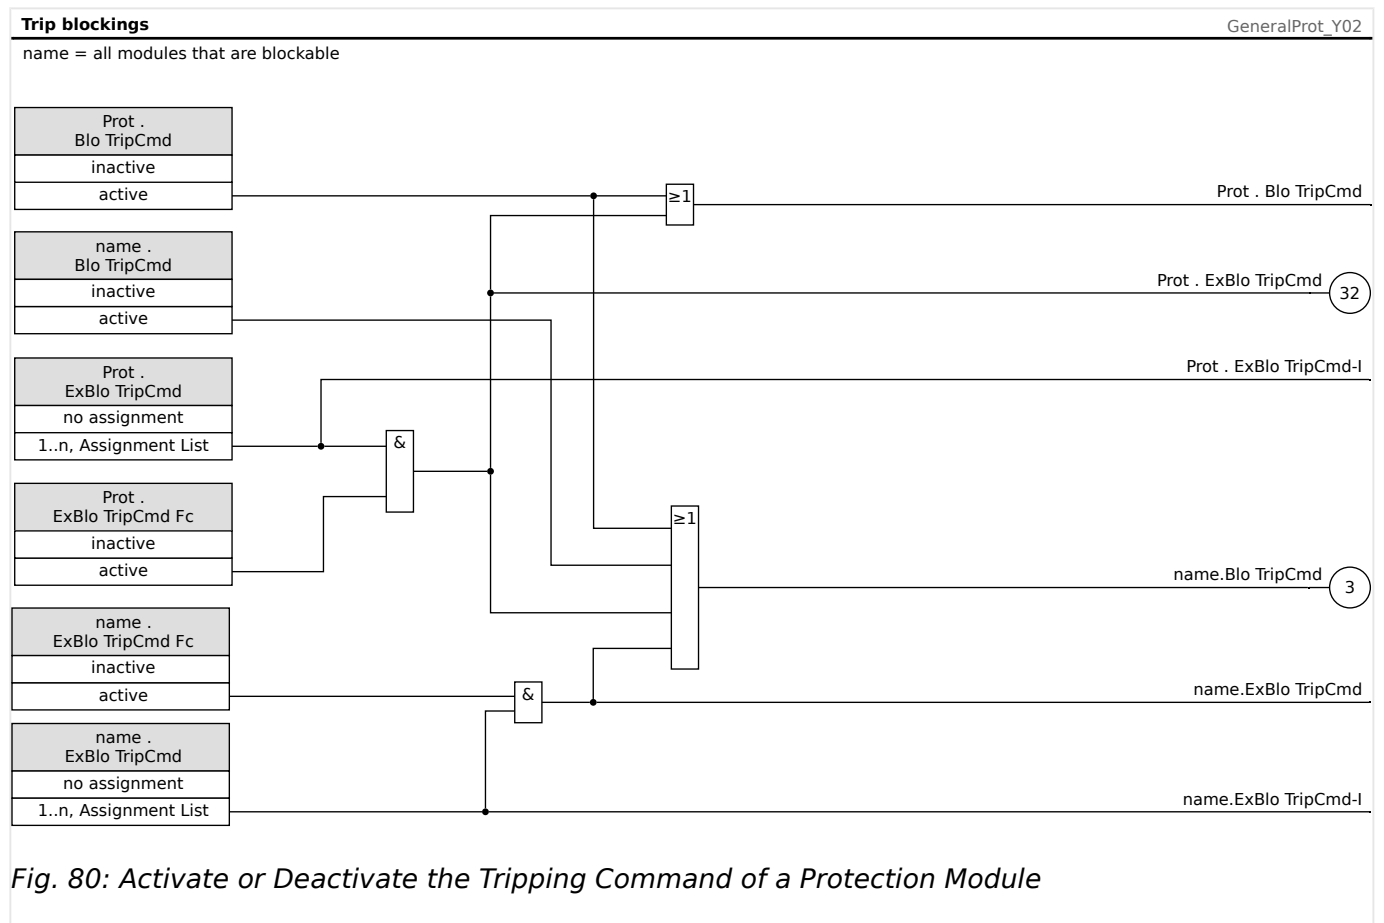 Trip blockings
GeneralProt_Y02
name = all modules that are blockable
Prot .
Blo TripCmd
inactive
active
≥1
Prot . Blo TripCmd
name .
Blo TripCmd
inactive
active
Prot . ExBlo TripCmd
32
Prot .
ExBlo TripCmd
no assignment
1..n, Assignment List
&
Prot . ExBlo TripCmd-I
Prot .
ExBlo TripCmd Fc
inactive
active
≥1
name.Blo TripCmd
3
name .
ExBlo TripCmd Fc
inactive
active
&
name.ExBlo TripCmd
name .
ExBlo TripCmd
no assignment
1..n, Assignment List
name.ExBlo TripCmd-I
Fig. 80: Activate or Deactivate the Tripping Command of a Protection Module